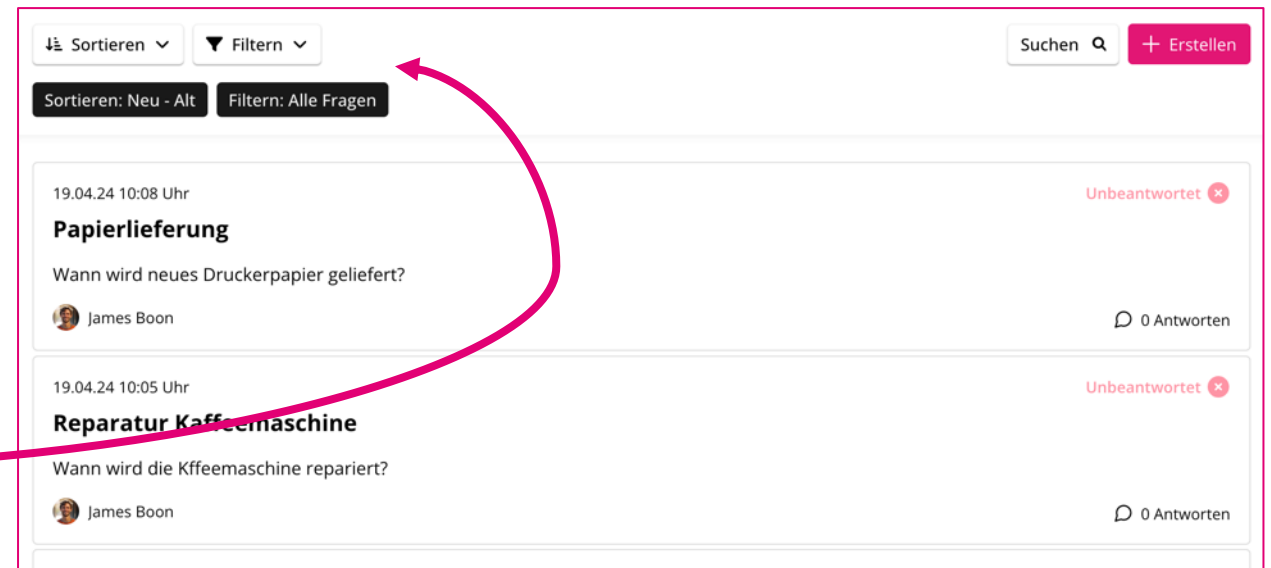 Sortieren Filtern Suchen Erstellen
Sortieren: Neu - Alt Filtern: Alle Fragen
19.04.24 10:08 Uhr Unbeantwortet
Papierlieferung
Wann wird neues Druckerpapier geliefert?
James Boon 0 Antworten
19.04.24 10:05 Uhr Unbeantwortet
Reparatur Kaffeemaschine
Wann wird die Kffeemaschine repariert?
James Boon 0 Antworten